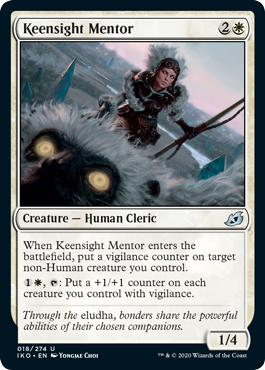 Keensight Mentor 2
Creature — Human Cleric
When Keensight Mentor enters the
battlefield, put a vigilance counter on target
non-Human creature you control.
1 , : Put a +1/+1 counter on each
creature you control with vigilance.
Through the eludha, bonders share the powerful
abilities of their chosen companions.
1/4
018/274 U
IKO • EN YONGJAE CHOI
™ & © 2020 Wizards of the Coast